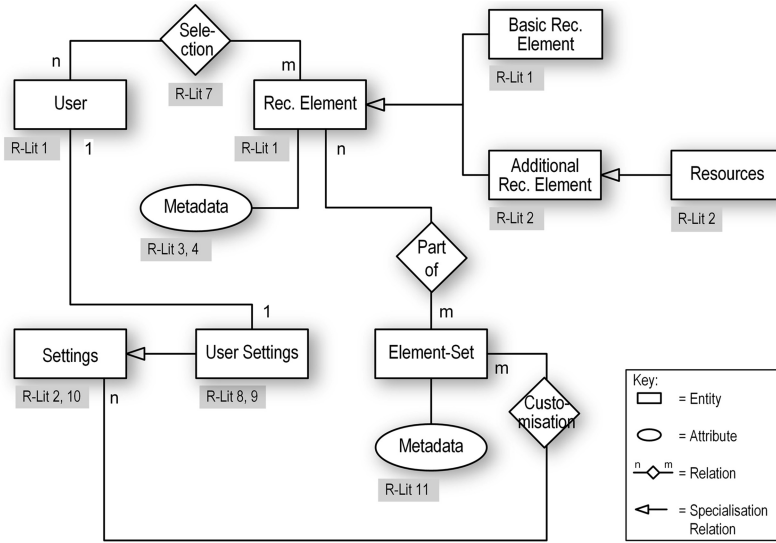 Sele-
ction
n
m
R-Lit 7
User
R-Lit 1
1
Rec. Element
R-Lit 1
n
Basic Rec.
Element
R-Lit 1
Additional
Rec. Element
R-Lit 2
Resources
R-Lit 2
Metadata
R-Lit 3, 4
Part
of
m
1
Settings
R-Lit 2, 10
n
User Settings
R-Lit 8, 9
Element-Set
m
Custo-
misation
Metadata
R-Lit 11
Key:
= Entity
= Attribute
n m
= Relation
= Specialisation
Relation